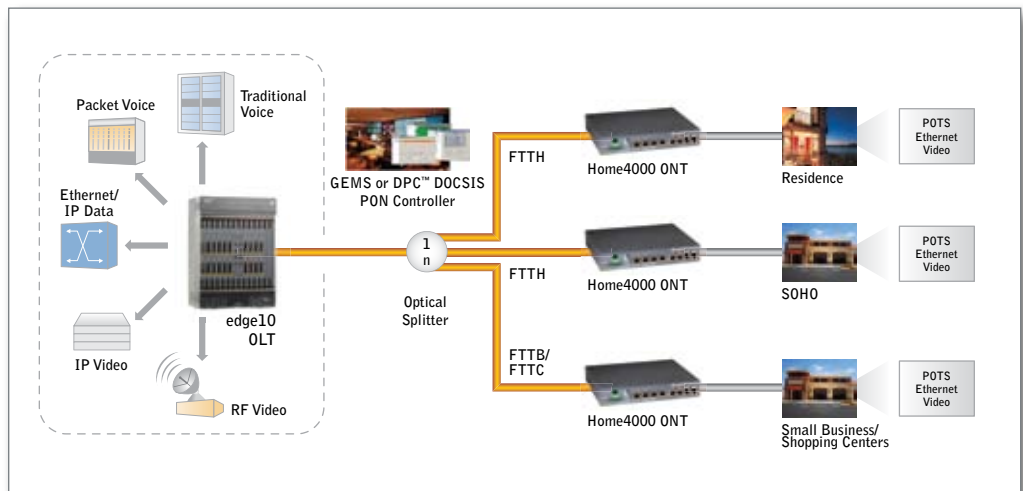 Packet Voice
Traditional
Voice
Ethernet/
IP Data
IP Video
RF Video
edge10
OLT
GEMS or DPC™ DOCSIS
PON Controller
1
n
Optical
Splitter
FTTH
Home4000 ONT
Residence
POTS
Ethernet
Video
FTTH
Home4000 ONT
SOHO
POTS
Ethernet
Video
FTTB/
FTTC
Home4000 ONT
Small Business/
Shopping Centers
POTS
Ethernet
Video